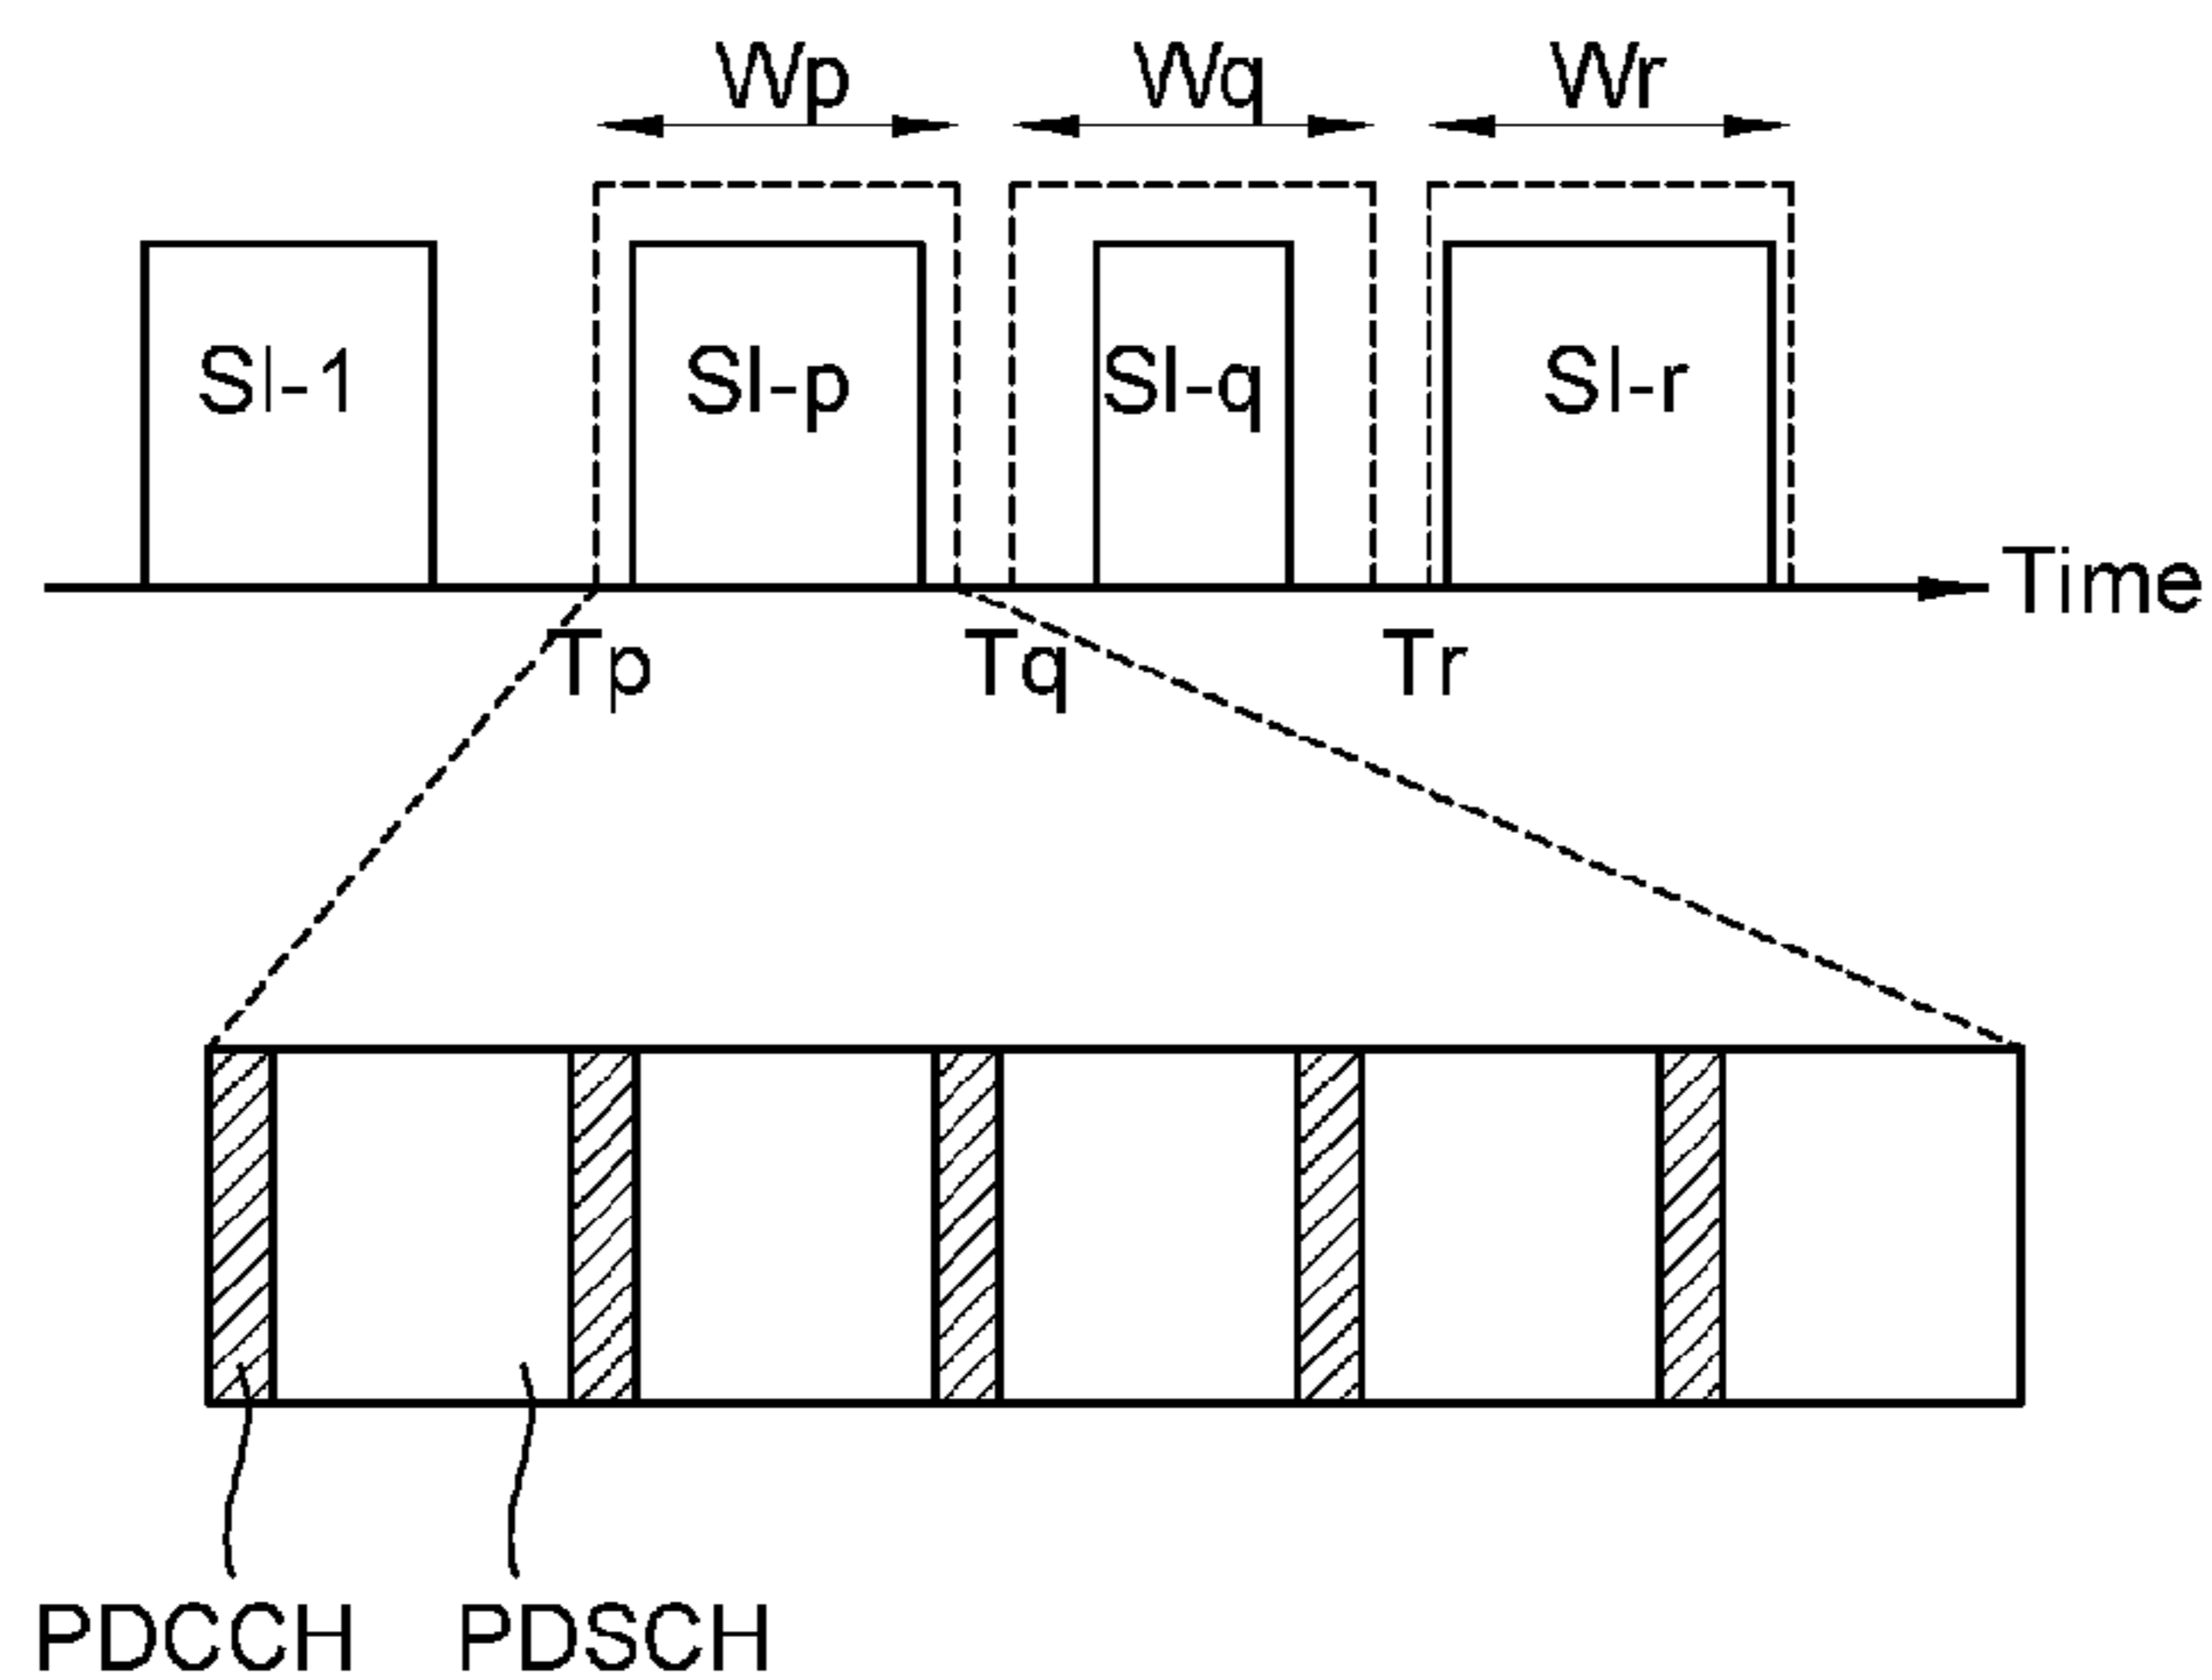 Wp Wq Wr
SI-1 SI-p SI-q SI-r
Time
Tp Tq Tr
PDCCH PDSCH